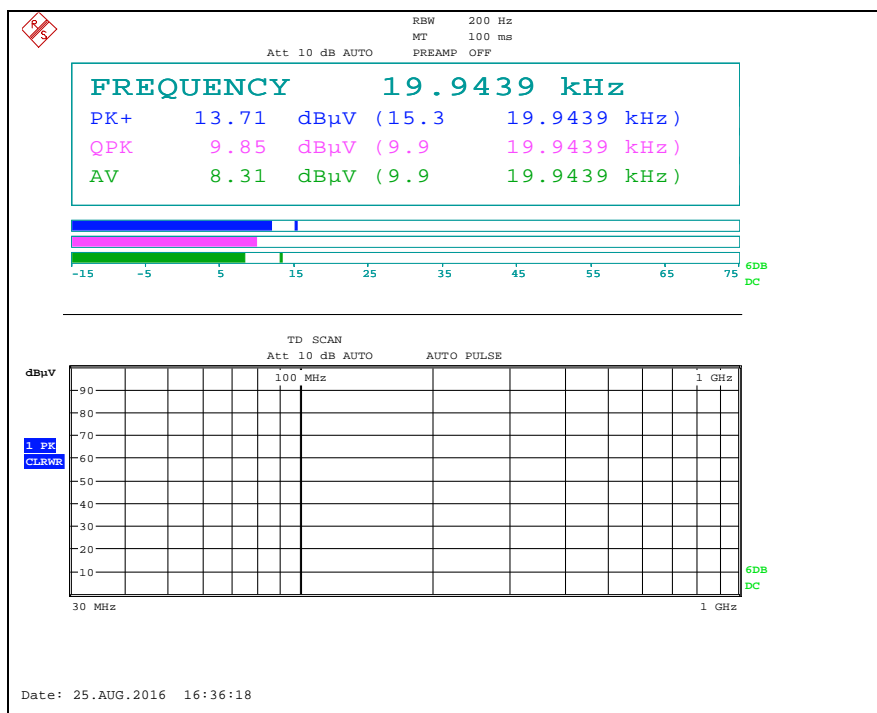 R S
RBW 200 Hz
MT 100 ms
Att 10 dB AUTO PREAMP OFF
FREQUENCY 19.9439 kHz
PK+ 13.71 dBµV (15.3 19.9439 kHz)
QPK 9.85 dBµV (9.9 19.9439 kHz)
AV 8.31 dBµV (9.9 19.9439 kHz)
-15 -5 5 15 25 35 45 55 65 75
6DB
DC
TD SCAN
Att 10 dB AUTO AUTO PULSE
dBµV
100 MHz 1 GHz
90
80
70
1 PK
CLRWR
60
50
40
30
20
10
6DB
DC
30 MHz 1 GHz
Date: 25.AUG.2016 16:36:18